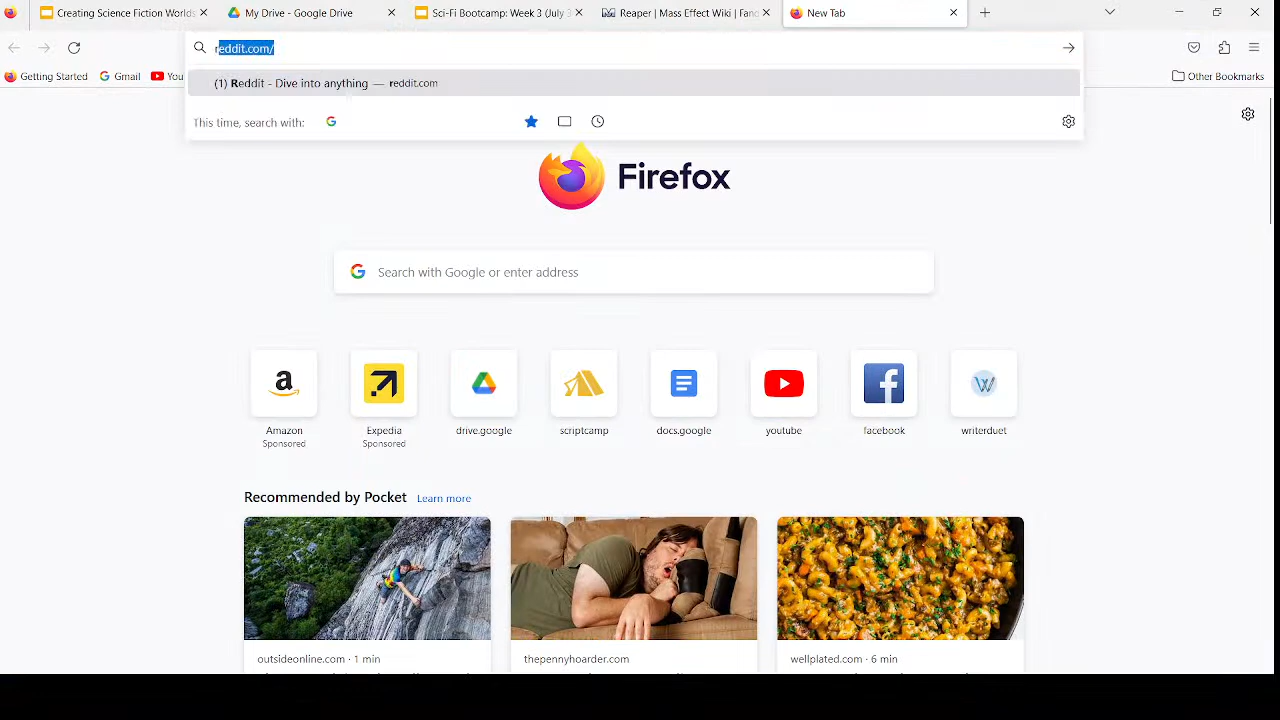 Creating Science Fiction Worlds
My Drive - Google Drive
Sci-Fi Bootcamp: Week 3 (July 3
Reaper | Mass Effect Wiki | Fand
New Tab
reddit.com/
Getting Started
Gmail
You
Other Bookmarks
(1) Reddit - Dive into anything — reddit.com
This time, search with:
Firefox
Search with Google or enter address
Amazon
Sponsored
Expedia
Sponsored
drive.google
scriptcamp
docs.google
youtube
facebook
writerduet
Recommended by Pocket Learn more
outsideonline.com · 1 min
thepennyhoarder.com
wellplated.com · 6 min